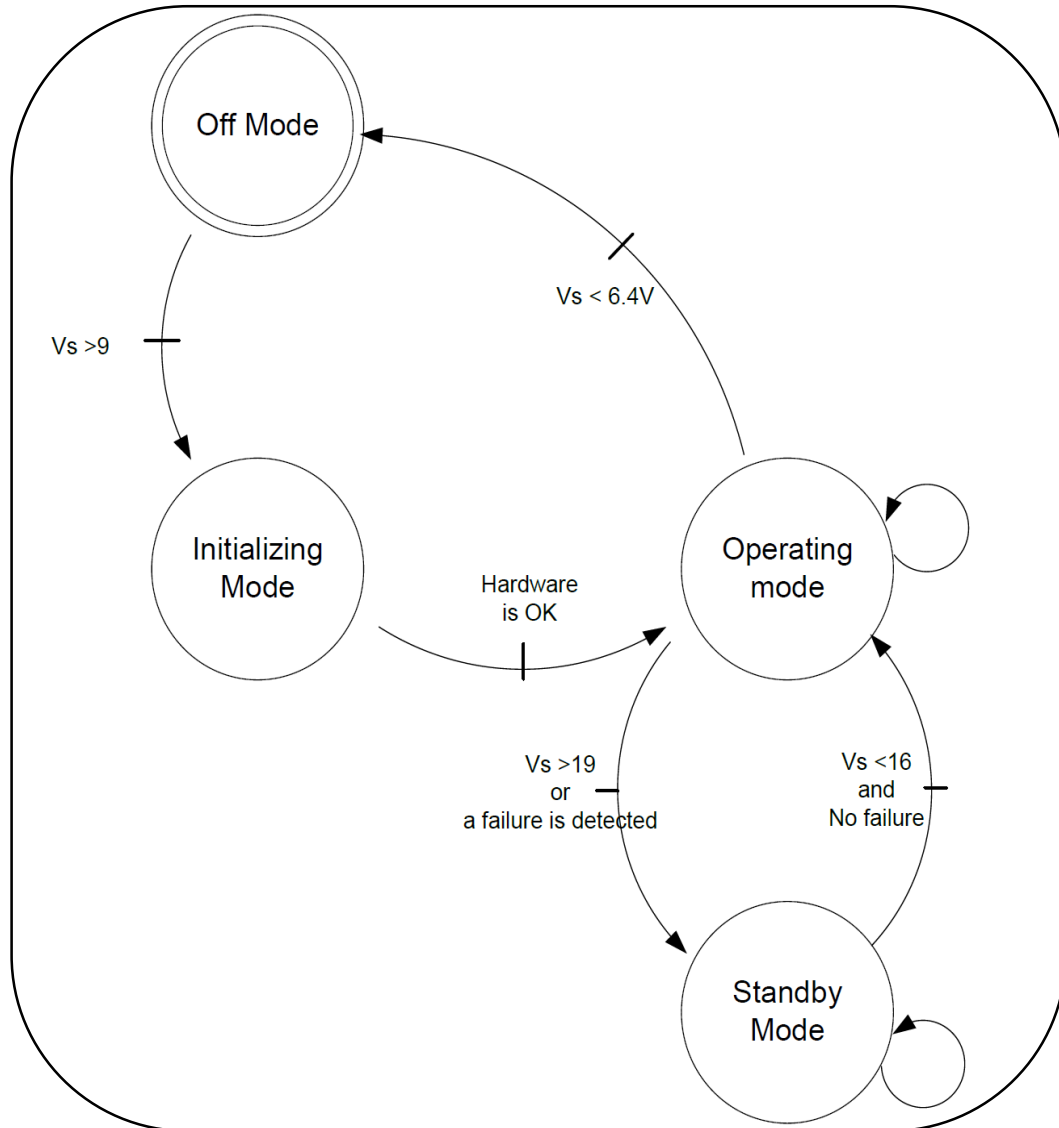 Off Mode
Vs < 6.4V
Vs >9
Initializing
Mode
Operating
mode
Hardware
is OK
Vs >19
or
a failure is detected
Vs <16
and
No failure
Standby
Mode